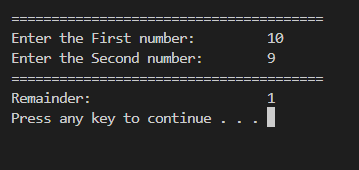 =======================================
Enter the First number:         10
Enter the Second number:        9
=======================================
Remainder:                      1
Press any key to continue . . .